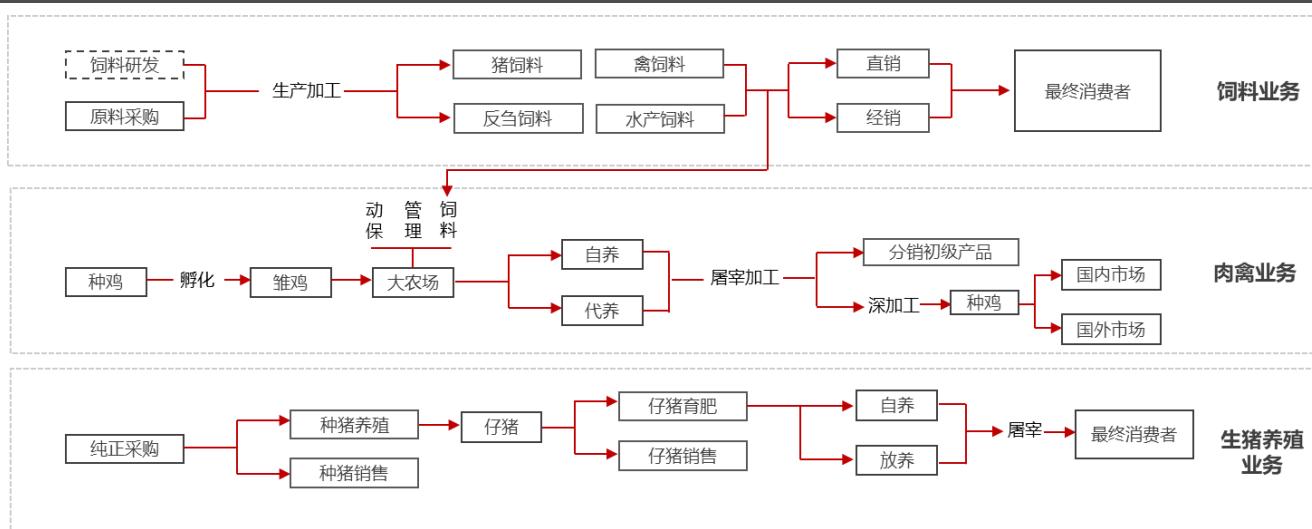 饲料研发
原料采购
生产加工
猪饲料
反刍饲料
禽饲料
水产饲料
直销
经销
最终消费者
饲料业务
动保
管理
饲料
种鸡
孵化
雏鸡
大农场
自养
代养
屠宰加工
分销初级产品
深加工
种鸡
国内市场
国外市场
肉禽业务
纯正采购
种猪养殖
种猪销售
仔猪
仔猪育肥
仔猪销售
自养
放养
屠宰
最终消费者
生猪养殖
业务